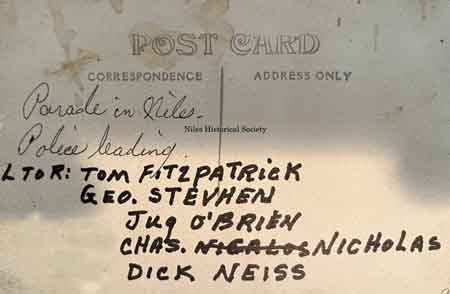 POST CARD
CORRESPONDENCE ADDRESS ONLY
Parade in Niles.
Niles Historical Society
Police leading.
L TO R: TOM FITZPATRICK
GEO. STEVHEN
JUG O'BRIEN
CHAS. NICALOS NICHOLAS
DICK NEISS